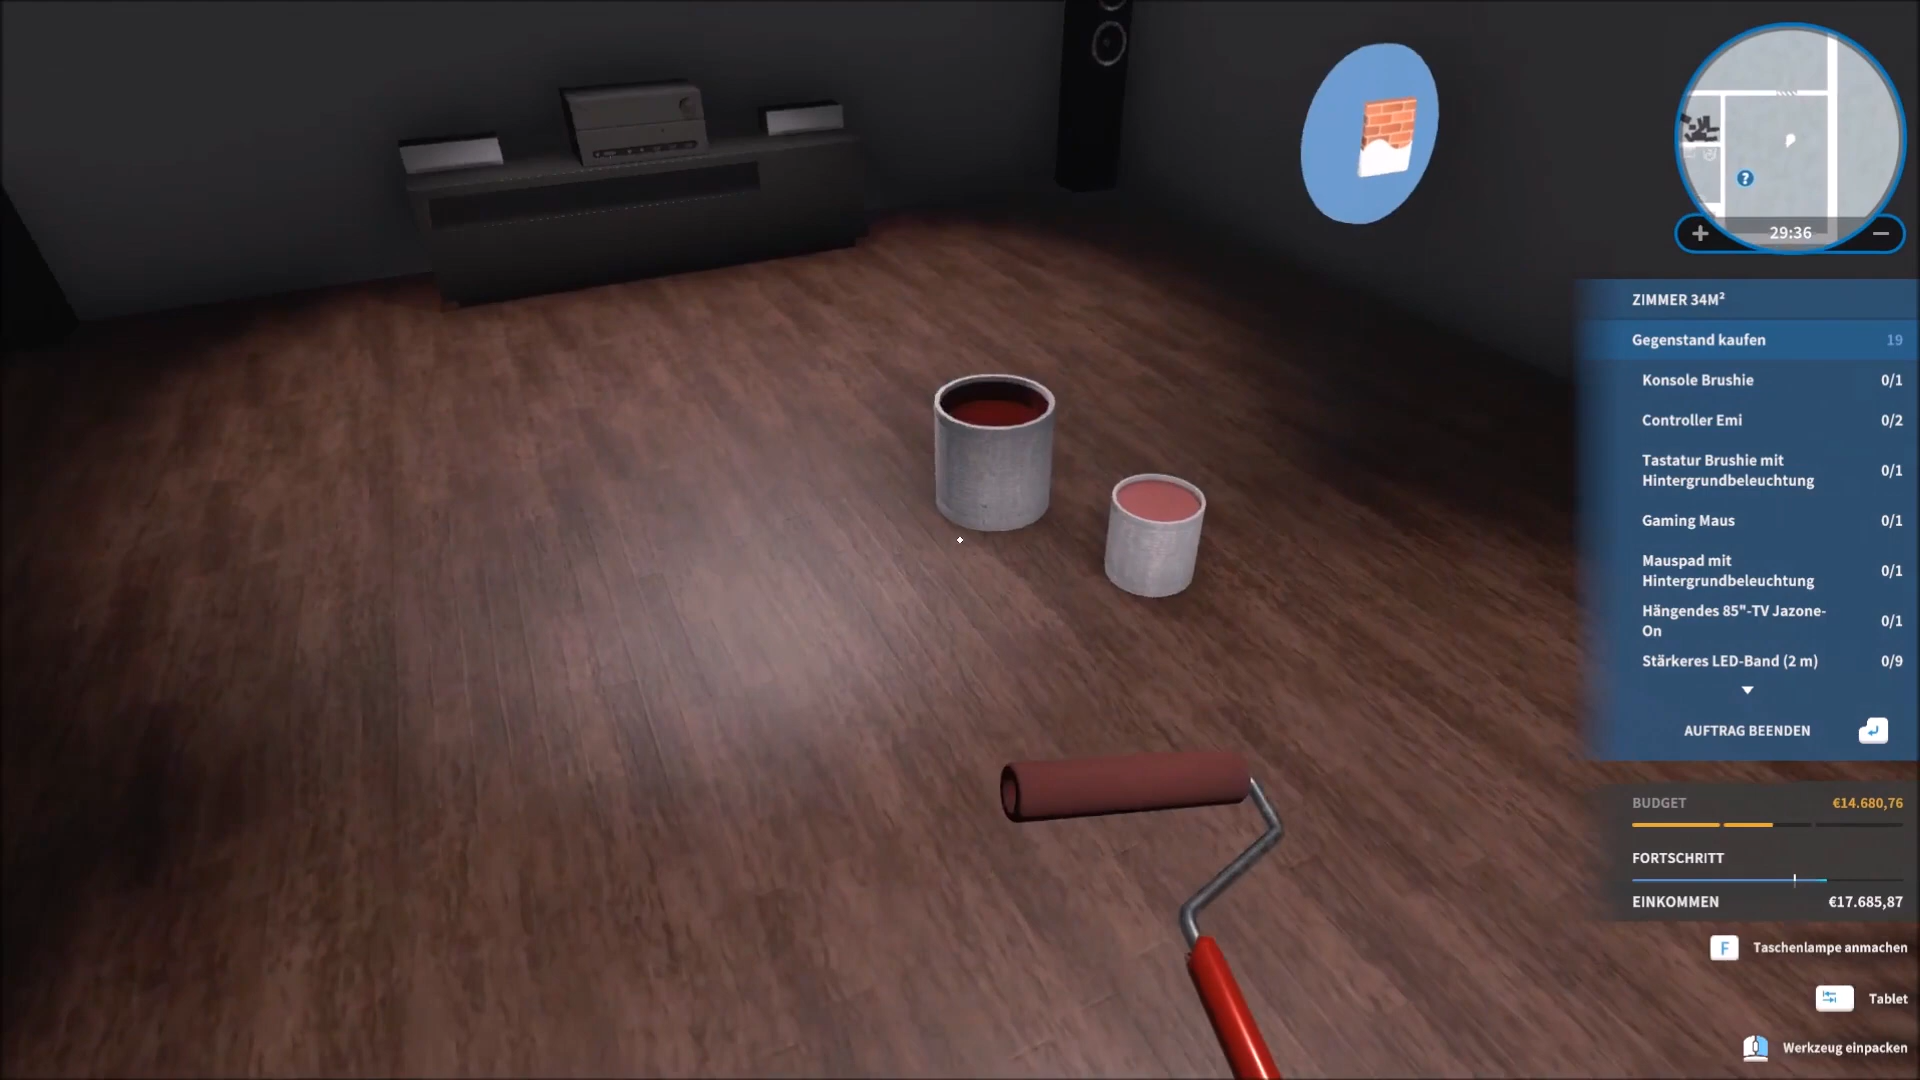 ?
29:36
ZIMMER 34M²
Gegenstand kaufen 19
Konsole Brushie 0/1
Controller Emi 0/2
Tastatur Brushie mit
Hintergrundbeleuchtung 0/1
Gaming Maus 0/1
Mauspad mit
Hintergrundbeleuchtung 0/1
Hängendes 85"-TV Jazone-
On 0/1
Stärkeres LED-Band (2 m) 0/9
AUFTRAG BEENDEN
BUDGET €14.680,76
FORTSCHRITT
EINKOMMEN €17.685,87
F Taschenlampe anmachen
Tablet
Werkzeug einpacken